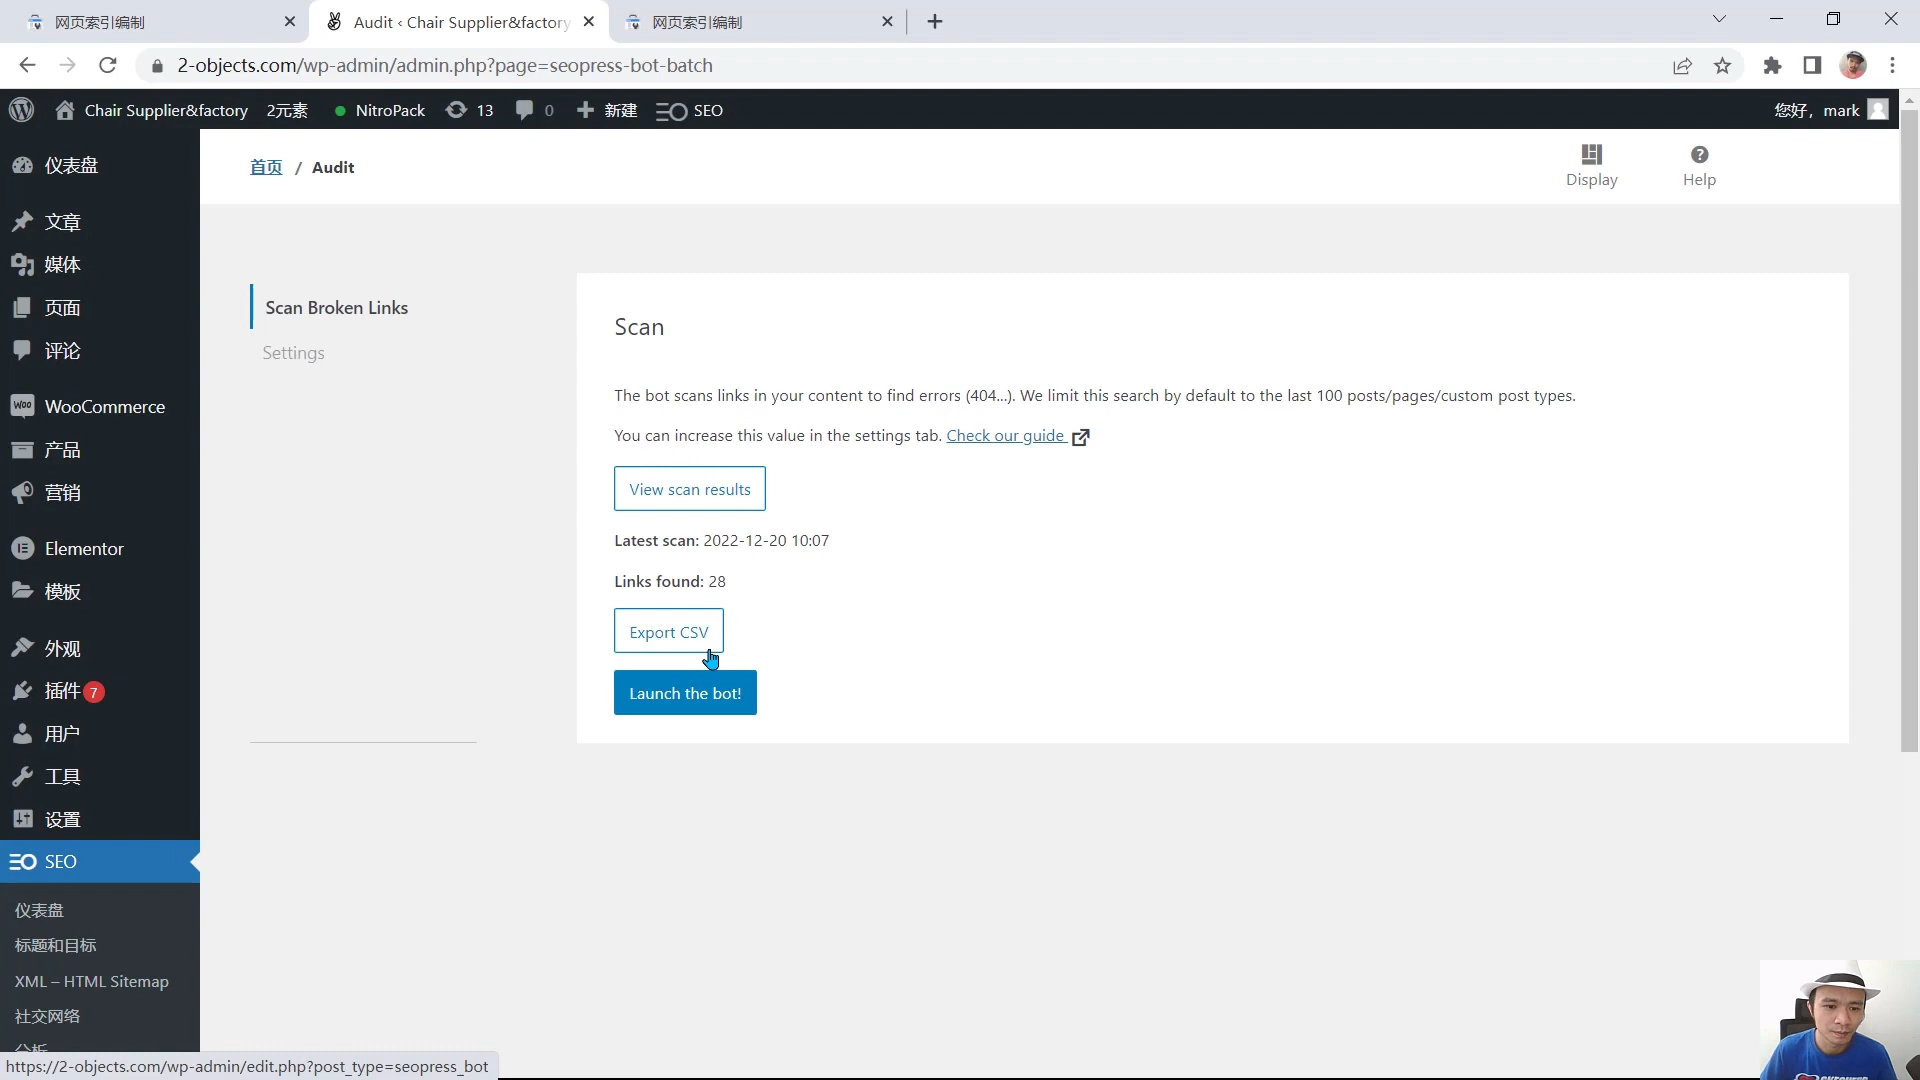 网页索引编制
Audit ‹ Chair Supplier&factory
网页索引编制
2-objects.com/wp-admin/admin.php?page=seopress-bot-batch
Chair Supplier&factory
2元素
NitroPack
13
0
新建
SEO
您好，mark
仪表盘
文章
媒体
页面
评论
WooCommerce
产品
营销
Elementor
模板
外观
插件 7
用户
工具
设置
SEO
仪表盘
标题和目标
XML – HTML Sitemap
社交网络
分析
首页 / Audit
Display
Help
Scan Broken Links
Settings
Scan
The bot scans links in your content to find errors (404...). We limit this search by default to the last 100 posts/pages/custom post types.
You can increase this value in the settings tab. Check our guide
View scan results
Latest scan: 2022-12-20 10:07
Links found: 28
Export CSV
Launch the bot!
https://2-objects.com/wp-admin/edit.php?post_type=seopress_bot